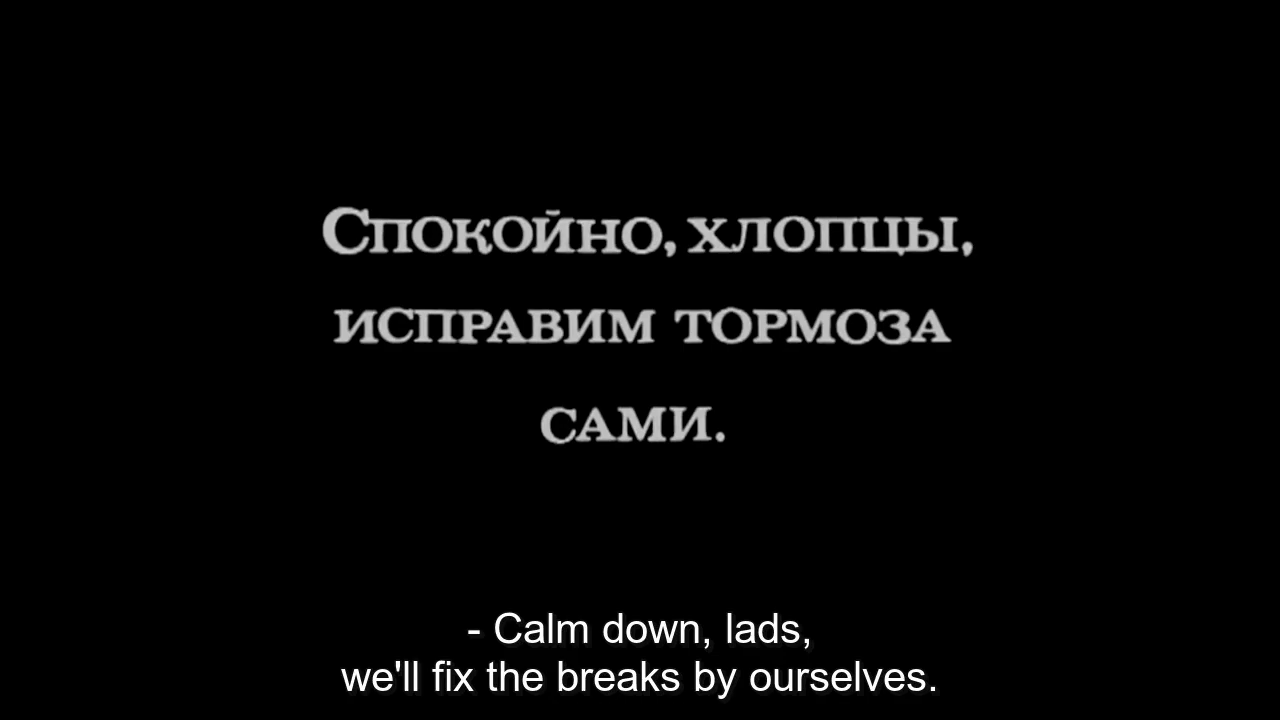 Спокойно, хлопцы,
исправим тормоза
сами.
- Calm down, lads,
we'll fix the breaks by ourselves.